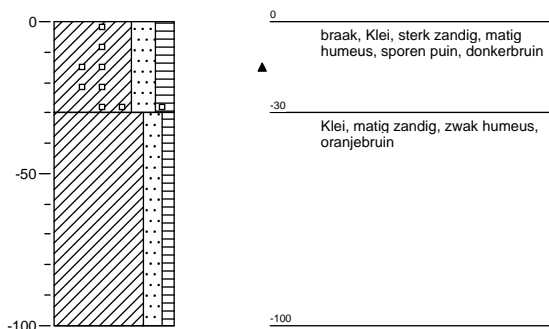 0
0
braak, Klei, sterk zandig, matig
humeus, sporen puin, donkerbruin
-30
Klei, matig zandig, zwak humeus,
oranjebruin
-50
-100
-100